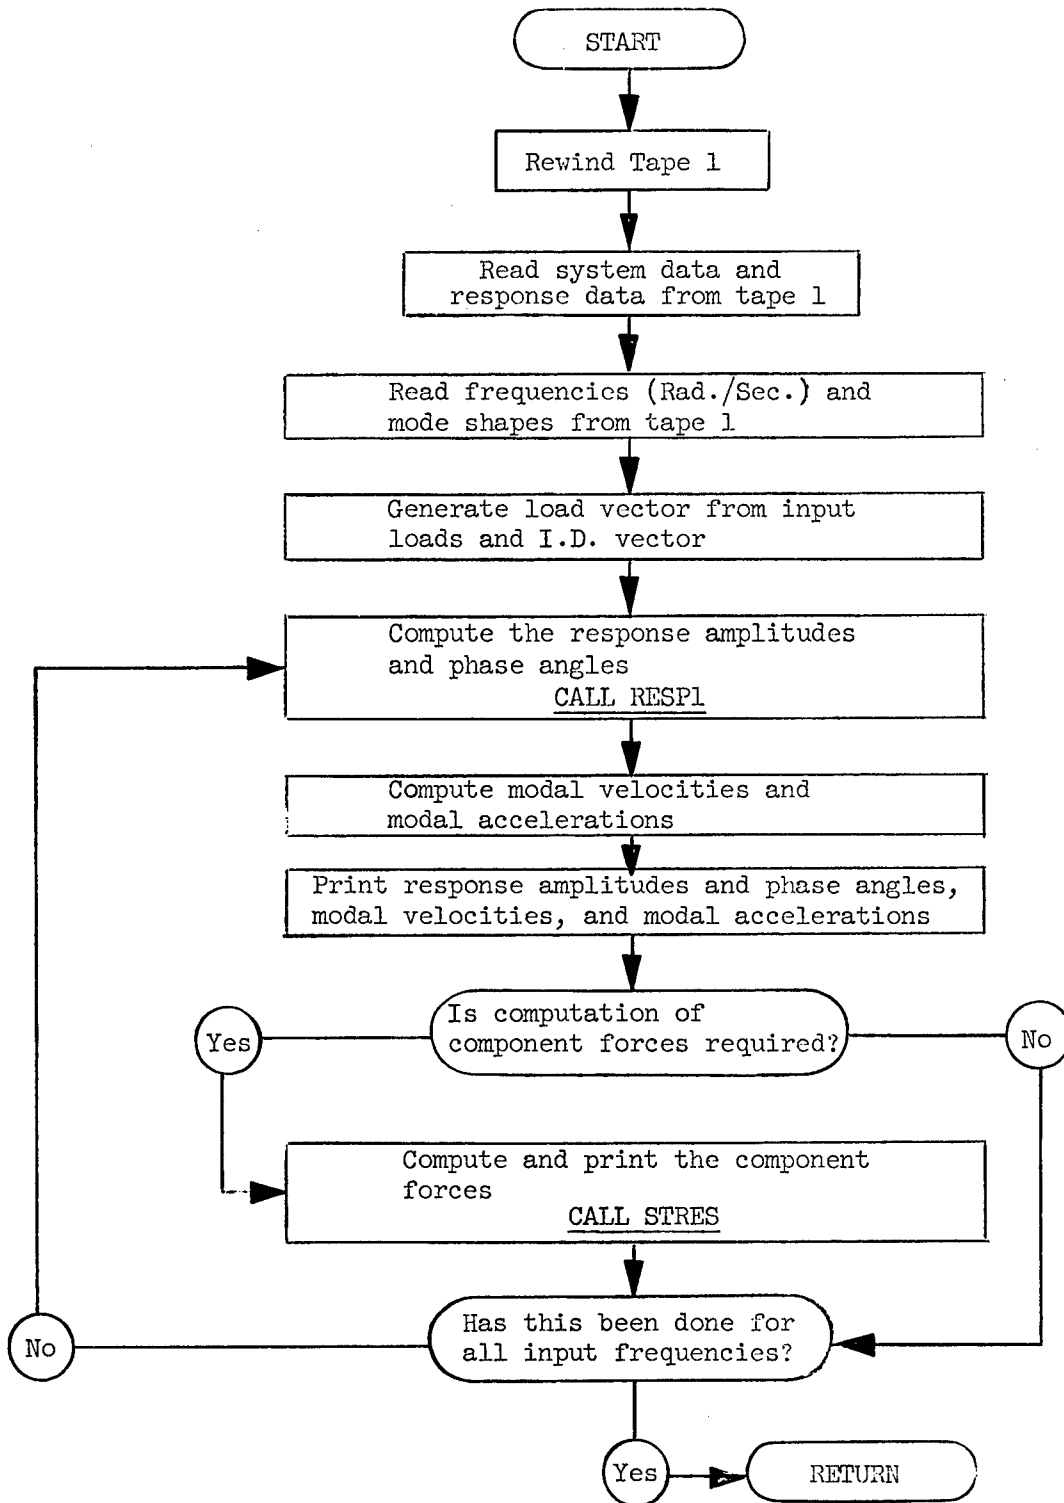 START
Rewind Tape 1
Read system data and
response data from tape 1
Read frequencies (Rad./Sec.) and
mode shapes from tape 1
Generate load vector from input
loads and I.D. vector
Compute the response amplitudes
and phase angles
CALL RESP1
Compute modal velocities and
modal accelerations
Print response amplitudes and phase angles,
modal velocities, and modal accelerations
Is computation of
component forces required?
Yes
No
Compute and print the component
forces
CALL STRES
Has this been done for
all input frequencies?
No
Yes
RETURN